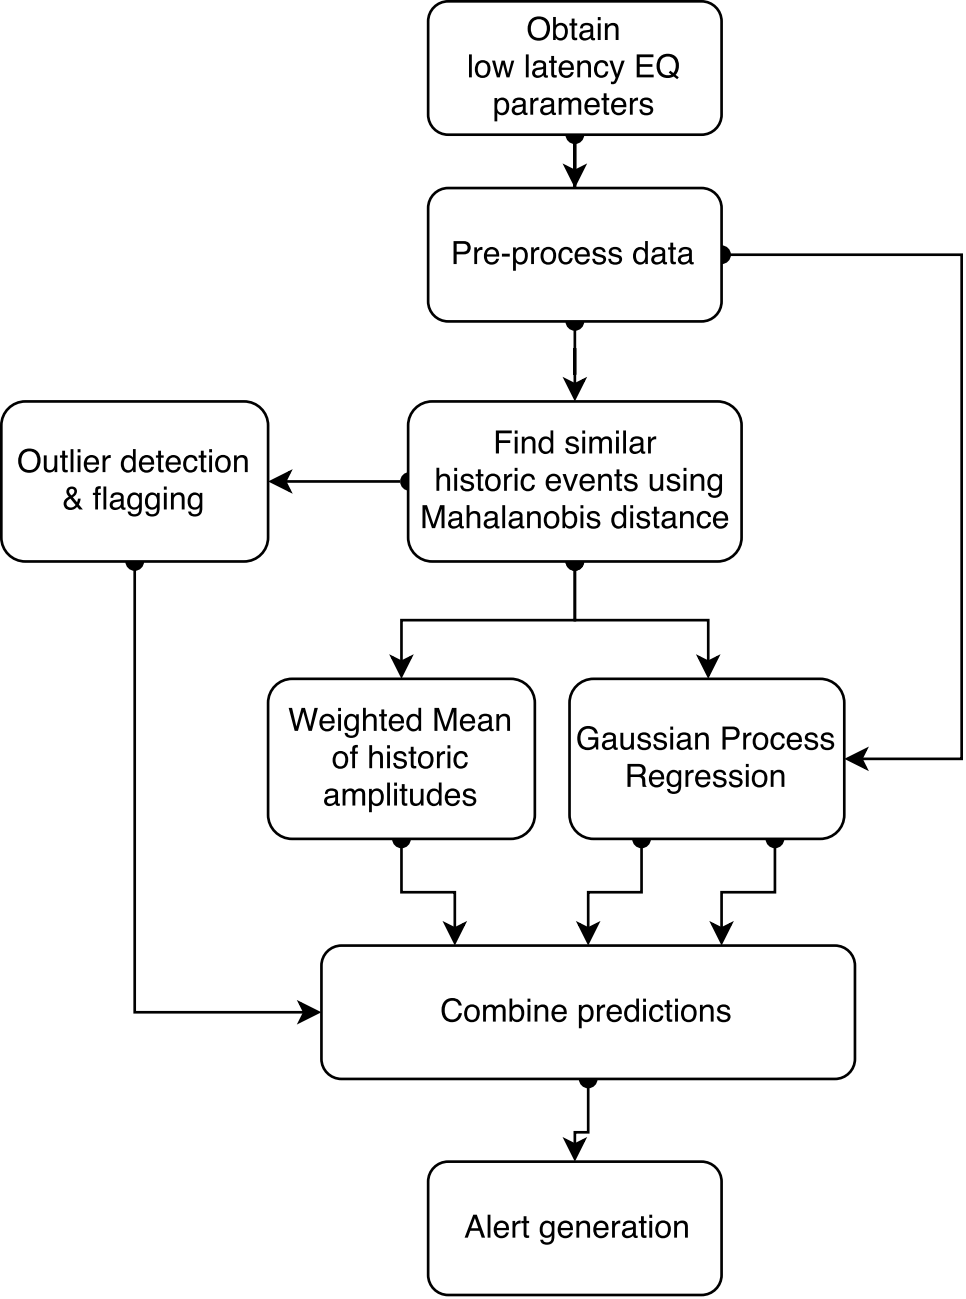 Obtain
low latency EQ
parameters
Pre-process data
Outlier detection
& flagging
Find similar
historic events using
Mahalanobis distance
Weighted Mean
of historic
amplitudes
Gaussian Process
Regression
Combine predictions
Alert generation